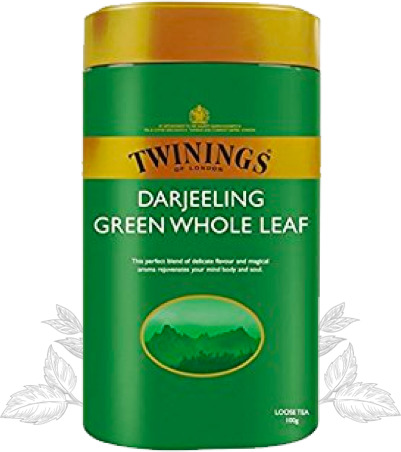 TWININGS
OF LONDON
DARJEELING
GREEN WHOLE LEAF
This perfect blend of delicate flavour and magical
aroma rejuvenates your mind body and soul.
LOOSE TEA
100g